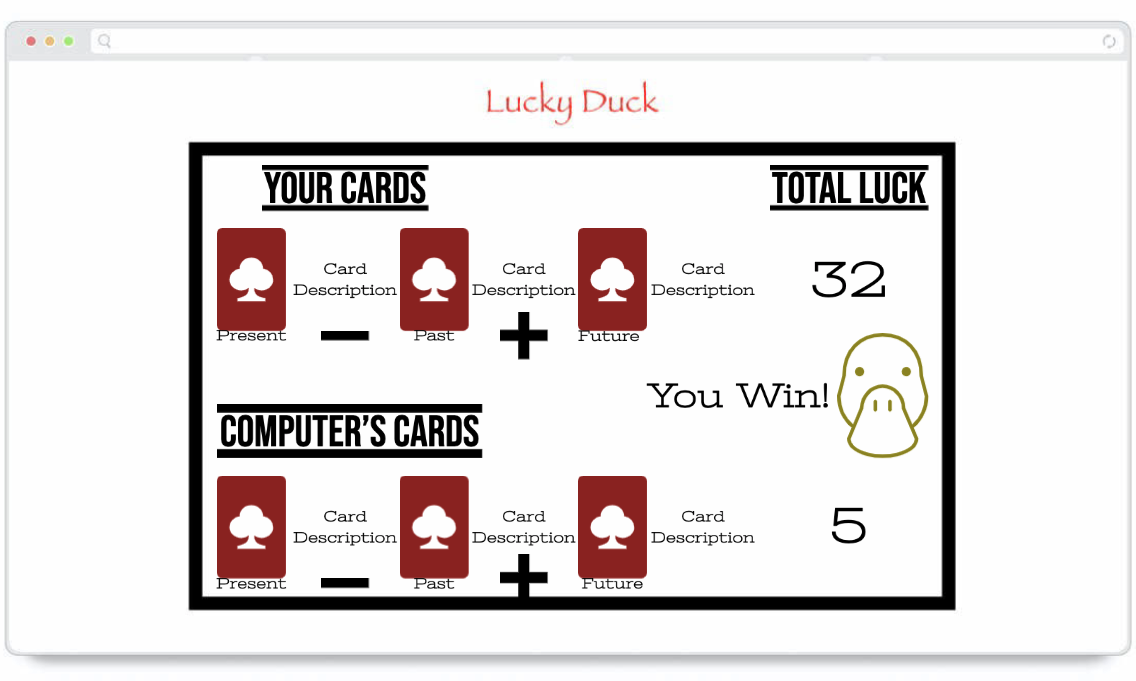 Lucky Duck
YOUR CARDS
TOTAL LUCK
Card
Description
Card
Description
Card
Description
32
Present
−
Past
+
Future
You Win!
COMPUTER’S CARDS
Card
Description
Card
Description
Card
Description
5
Present
−
Past
+
Future